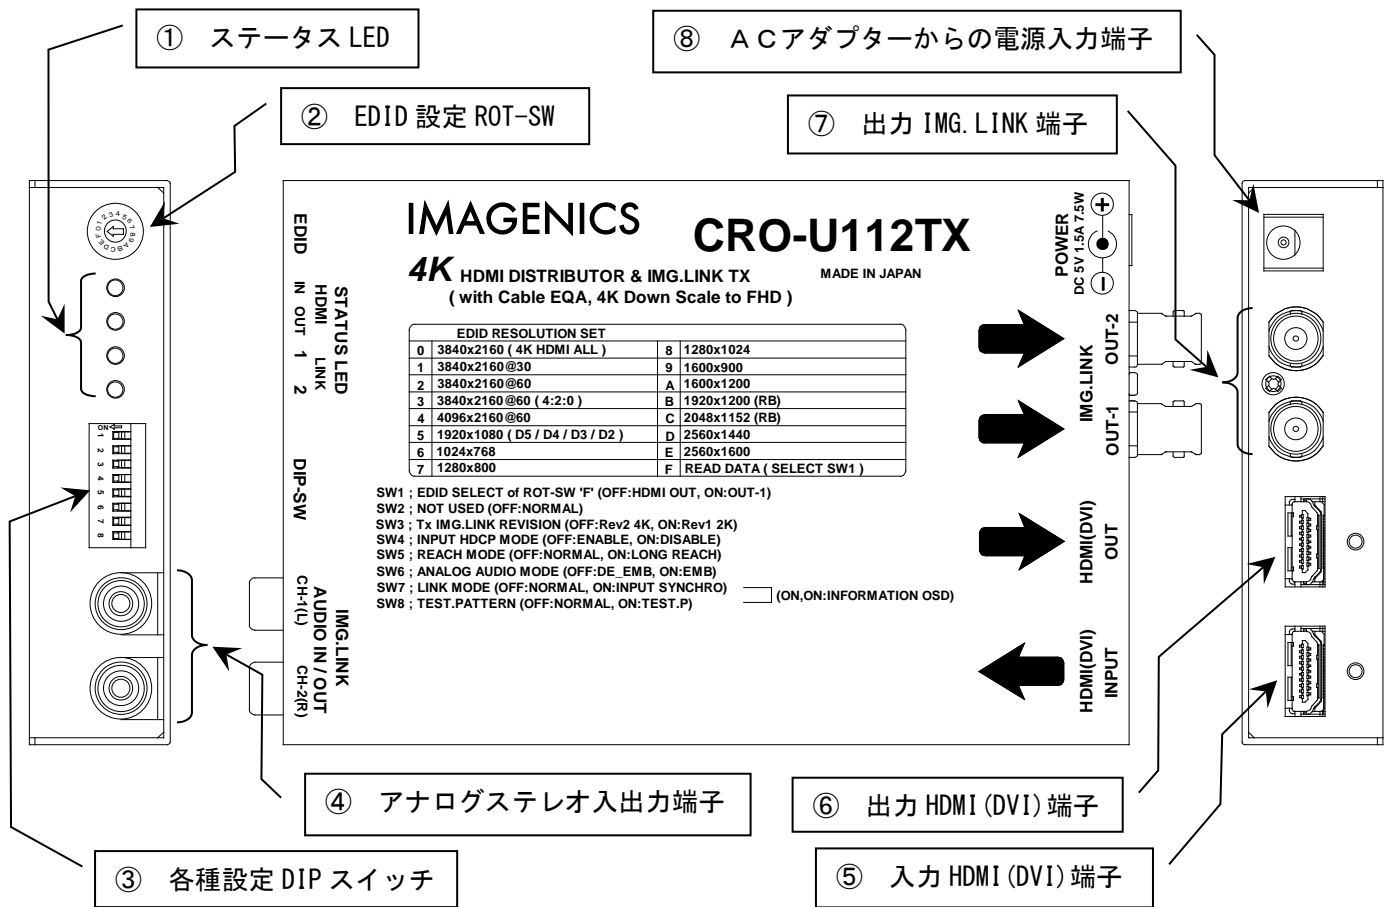 ① ステータス LED
⑧ ACアダプターからの電源入力端子
② EDID 設定 ROT-SW
⑦ 出力 IMG.LINK 端子
0123456789ABCDEF
EDID
STATUS LED
HDMI LINK
IN OUT 1 2
ON
1
2
3
4
5
6
7
8
DIP-SW
IMG.LINK
AUDIO IN / OUT
CH-1(L) CH-2(R)
IMAGENICS
CRO-U112TX
4K HDMI DISTRIBUTOR & IMG.LINK TX
MADE IN JAPAN
( with Cable EQA, 4K Down Scale to FHD )
EDID RESOLUTION SET
0 3840x2160 ( 4K HDMI ALL ) 8 1280x1024
1 3840x2160@30 9 1600x900
2 3840x2160@60 A 1600x1200
3 3840x2160@60 ( 4:2:0 ) B 1920x1200 (RB)
4 4096x2160@60 C 2048x1152 (RB)
5 1920x1080 ( D5 / D4 / D3 / D2 ) D 2560x1440
6 1024x768 E 2560x1600
7 1280x800 F READ DATA ( SELECT SW1 )
SW1 ; EDID SELECT of ROT-SW 'F' (OFF:HDMI OUT, ON:OUT-1)
SW2 ; NOT USED (OFF:NORMAL)
SW3 ; Tx IMG.LINK REVISION (OFF:Rev2 4K, ON:Rev1 2K)
SW4 ; INPUT HDCP MODE (OFF:ENABLE, ON:DISABLE)
SW5 ; REACH MODE (OFF:NORMAL, ON:LONG REACH)
SW6 ; ANALOG AUDIO MODE (OFF:DE_EMB, ON:EMB)
SW7 ; LINK MODE (OFF:NORMAL, ON:INPUT SYNCHRO)
SW8 ; TEST.PATTERN (OFF:NORMAL, ON:TEST.P)
(ON,ON:INFORMATION OSD)
POWER
DC 5V 1.5A 7.5W
IMG.LINK
OUT-2
OUT-1
HDMI(DVI)
OUT
HDMI(DVI)
INPUT
④ アナログステレオ入出力端子
⑥ 出力 HDMI(DVI)端子
③ 各種設定 DIP スイッチ
⑤ 入力 HDMI(DVI)端子